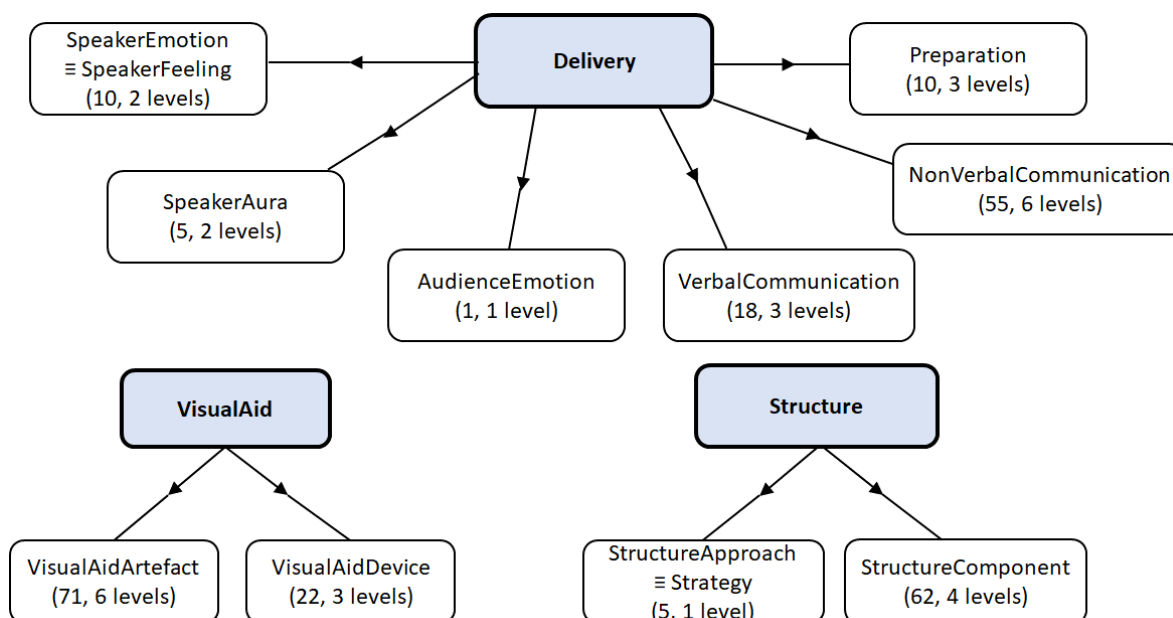 SpeakerEmotion
≡ SpeakerFeeling
(10, 2 levels)
Delivery
Preparation
(10, 3 levels)
SpeakerAura
(5, 2 levels)
NonVerbalCommunication
(55, 6 levels)
AudienceEmotion
(1, 1 level)
VerbalCommunication
(18, 3 levels)
VisualAid
Structure
VisualAidArtefact
(71, 6 levels)
VisualAidDevice
(22, 3 levels)
StructureApproach
≡ Strategy
(5, 1 level)
StructureComponent
(62, 4 levels)